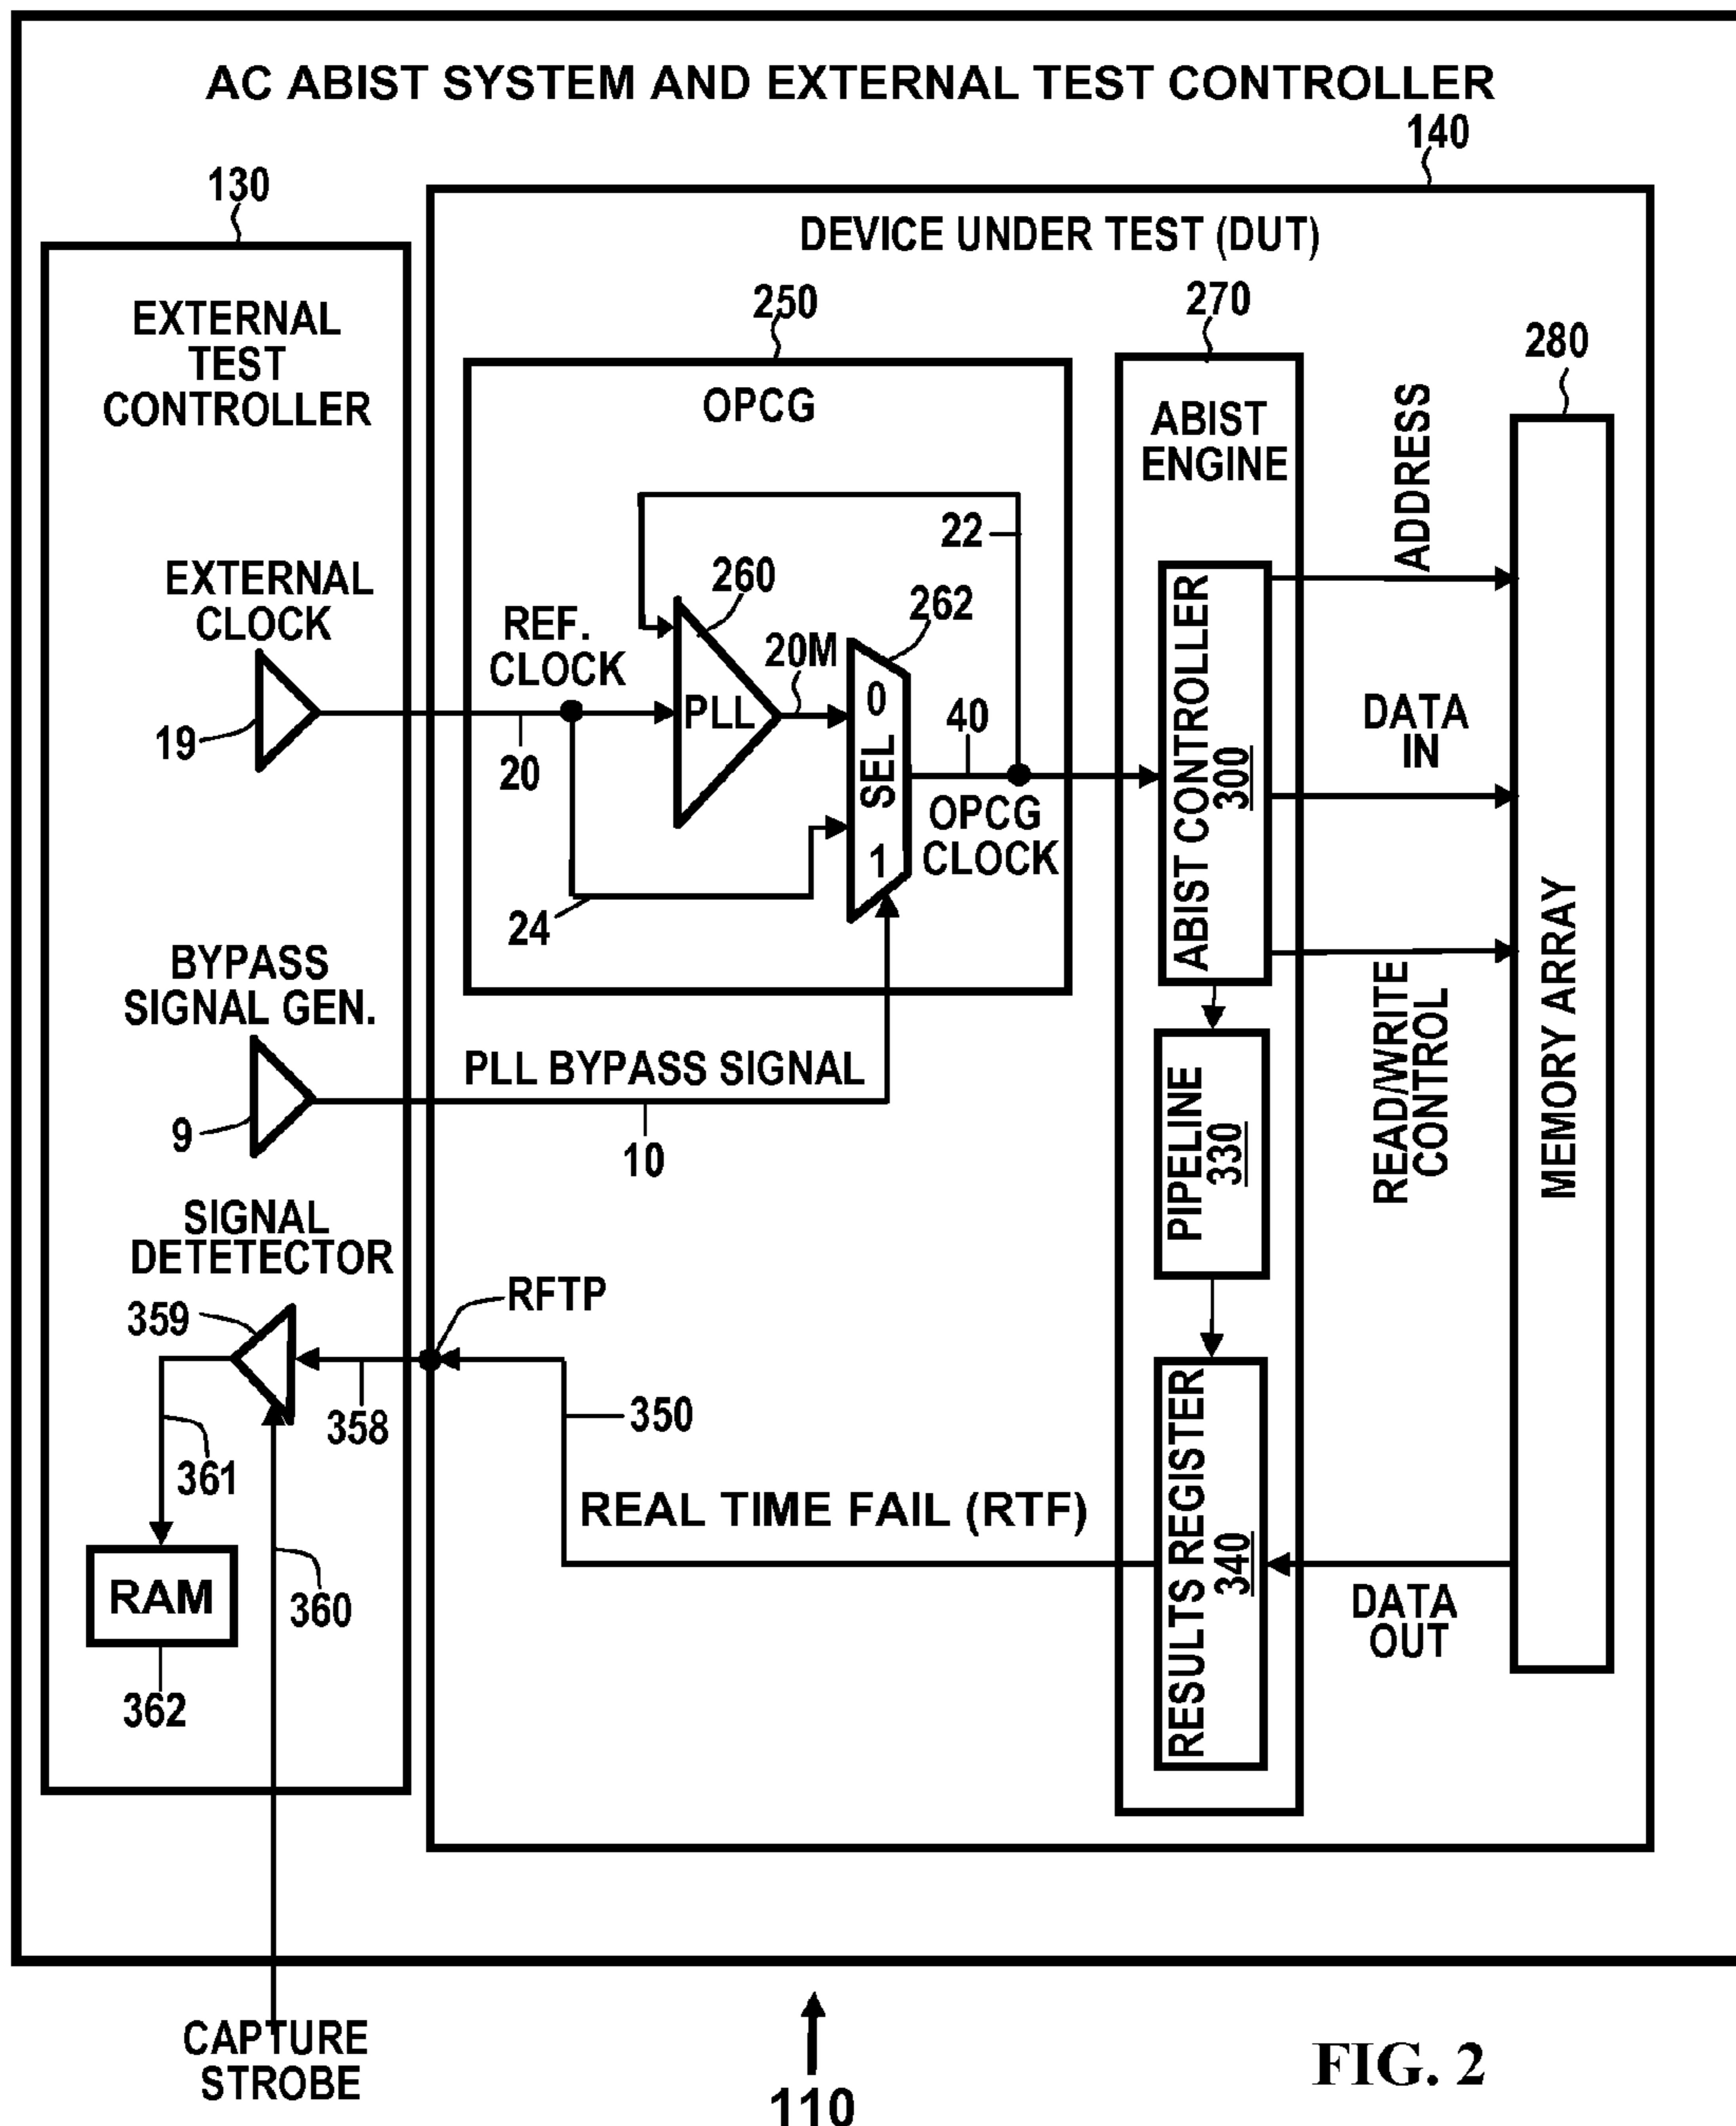 AC ABIST SYSTEM AND EXTERNAL TEST CONTROLLER
140
130
DEVICE UNDER TEST (DUT)
EXTERNAL
TEST
CONTROLLER
250
OPCG
270
ABIST
ENGINE
280
ADDRESS
22
260
262
EXTERNAL
CLOCK
REF.
CLOCK
20M
PLL
0
SEL
1
40
OPCG
CLOCK
19
20
24
ABIST CONTROLLER
300
DATA
IN
READ/WRITE
CONTROL
MEMORY ARRAY
BYPASS
SIGNAL GEN.
PLL BYPASS SIGNAL
9
10
PIPELINE
330
SIGNAL
DETETECTOR
359
RFTP
358
350
361
REAL TIME FAIL (RTF)
RESULTS REGISTER
340
DATA
OUT
RAM
360
362
CAPTURE
STROBE
110
FIG. 2